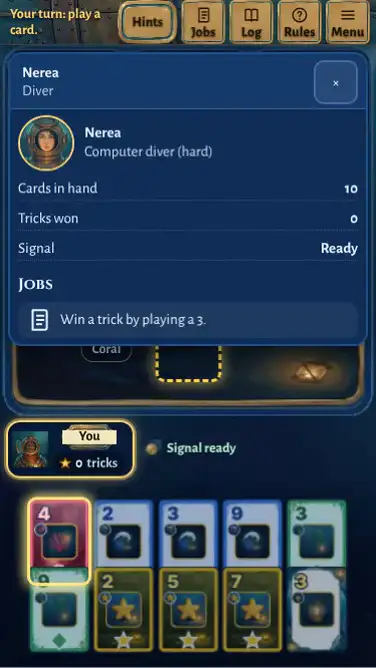 Your turn: play a
card.
Hints
Jobs
Log
Rules
Menu
Nerea
Diver
×
Nerea
Computer diver (hard)
Cards in hand
10
Tricks won
0
Signal
Ready
JOBS
Win a trick by playing a 3.
Coral
You
0 tricks
Signal ready
4
2
3
9
3
9
2
5
7
3